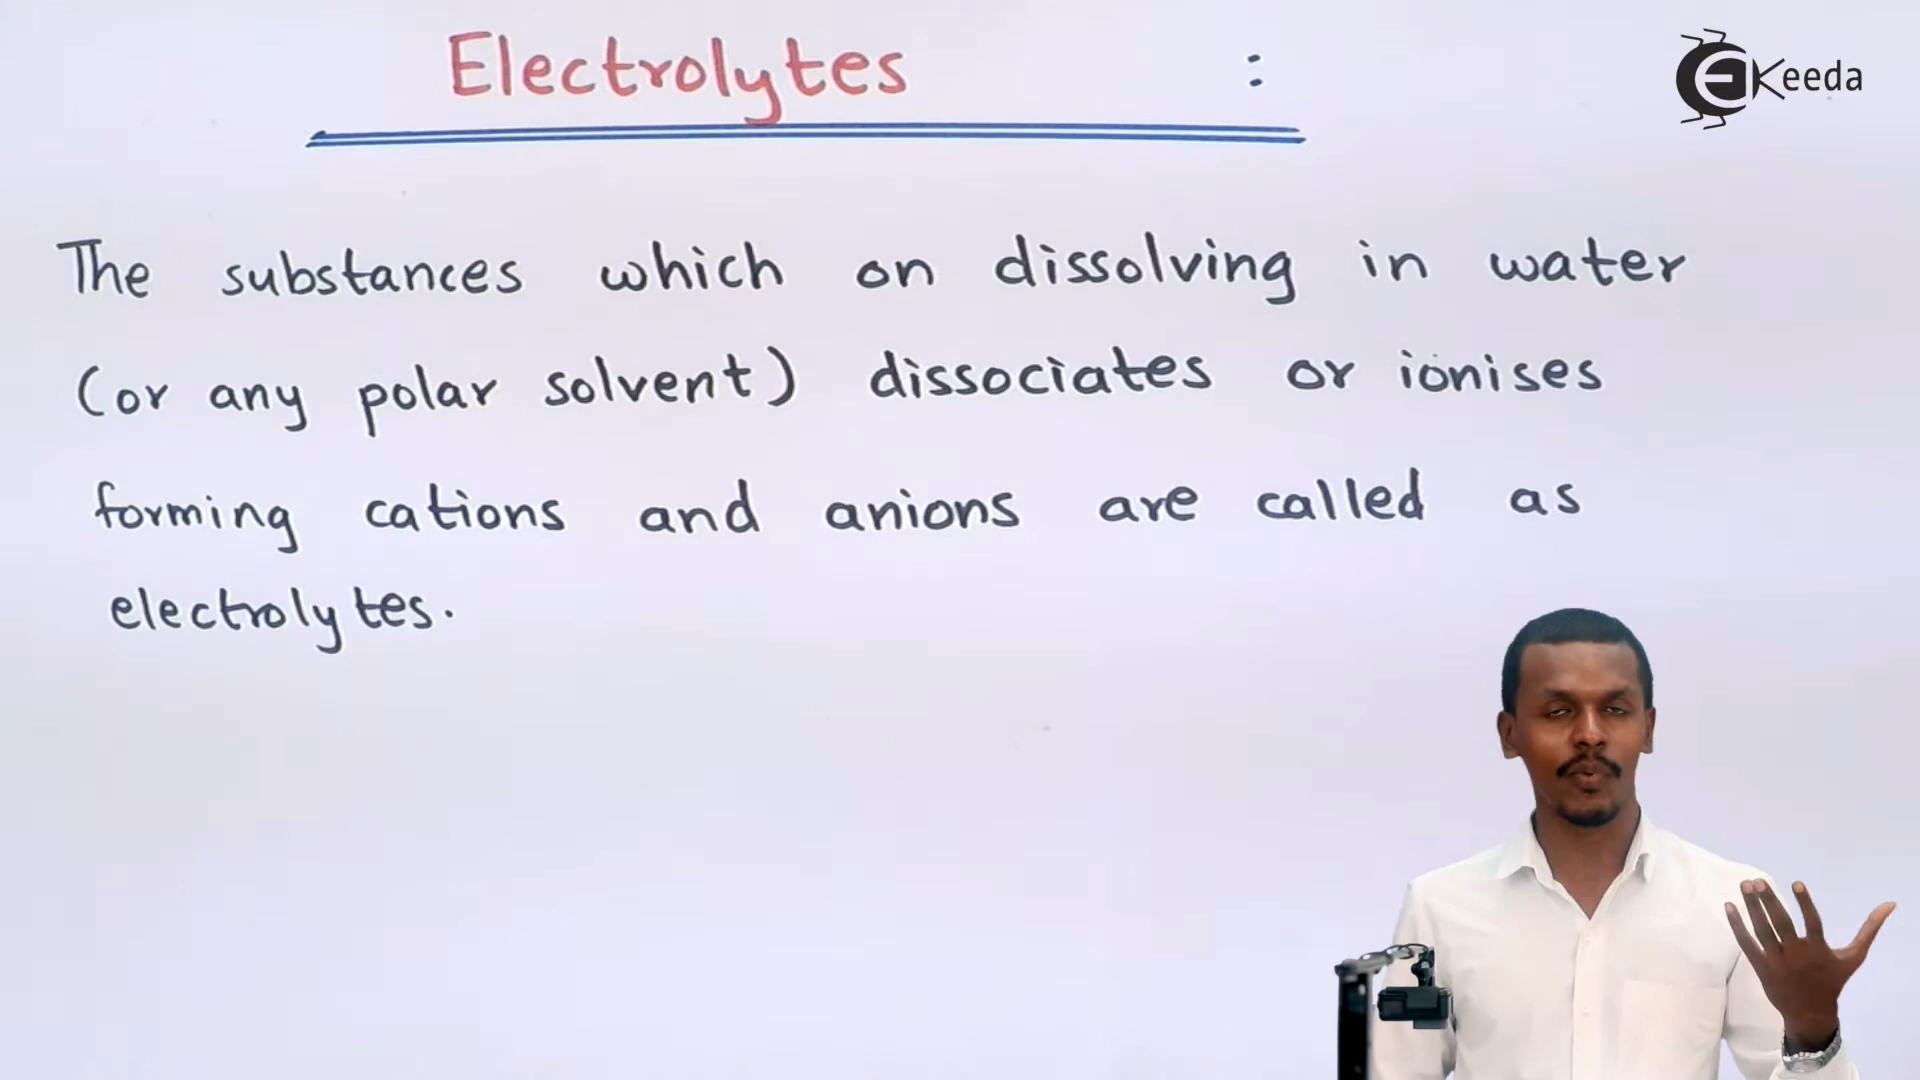 Electrolytes :
EKeeda
The substances which on dissolving in water
(or any polar solvent) dissociates or ionises
forming cations and anions are called as
electrolytes.